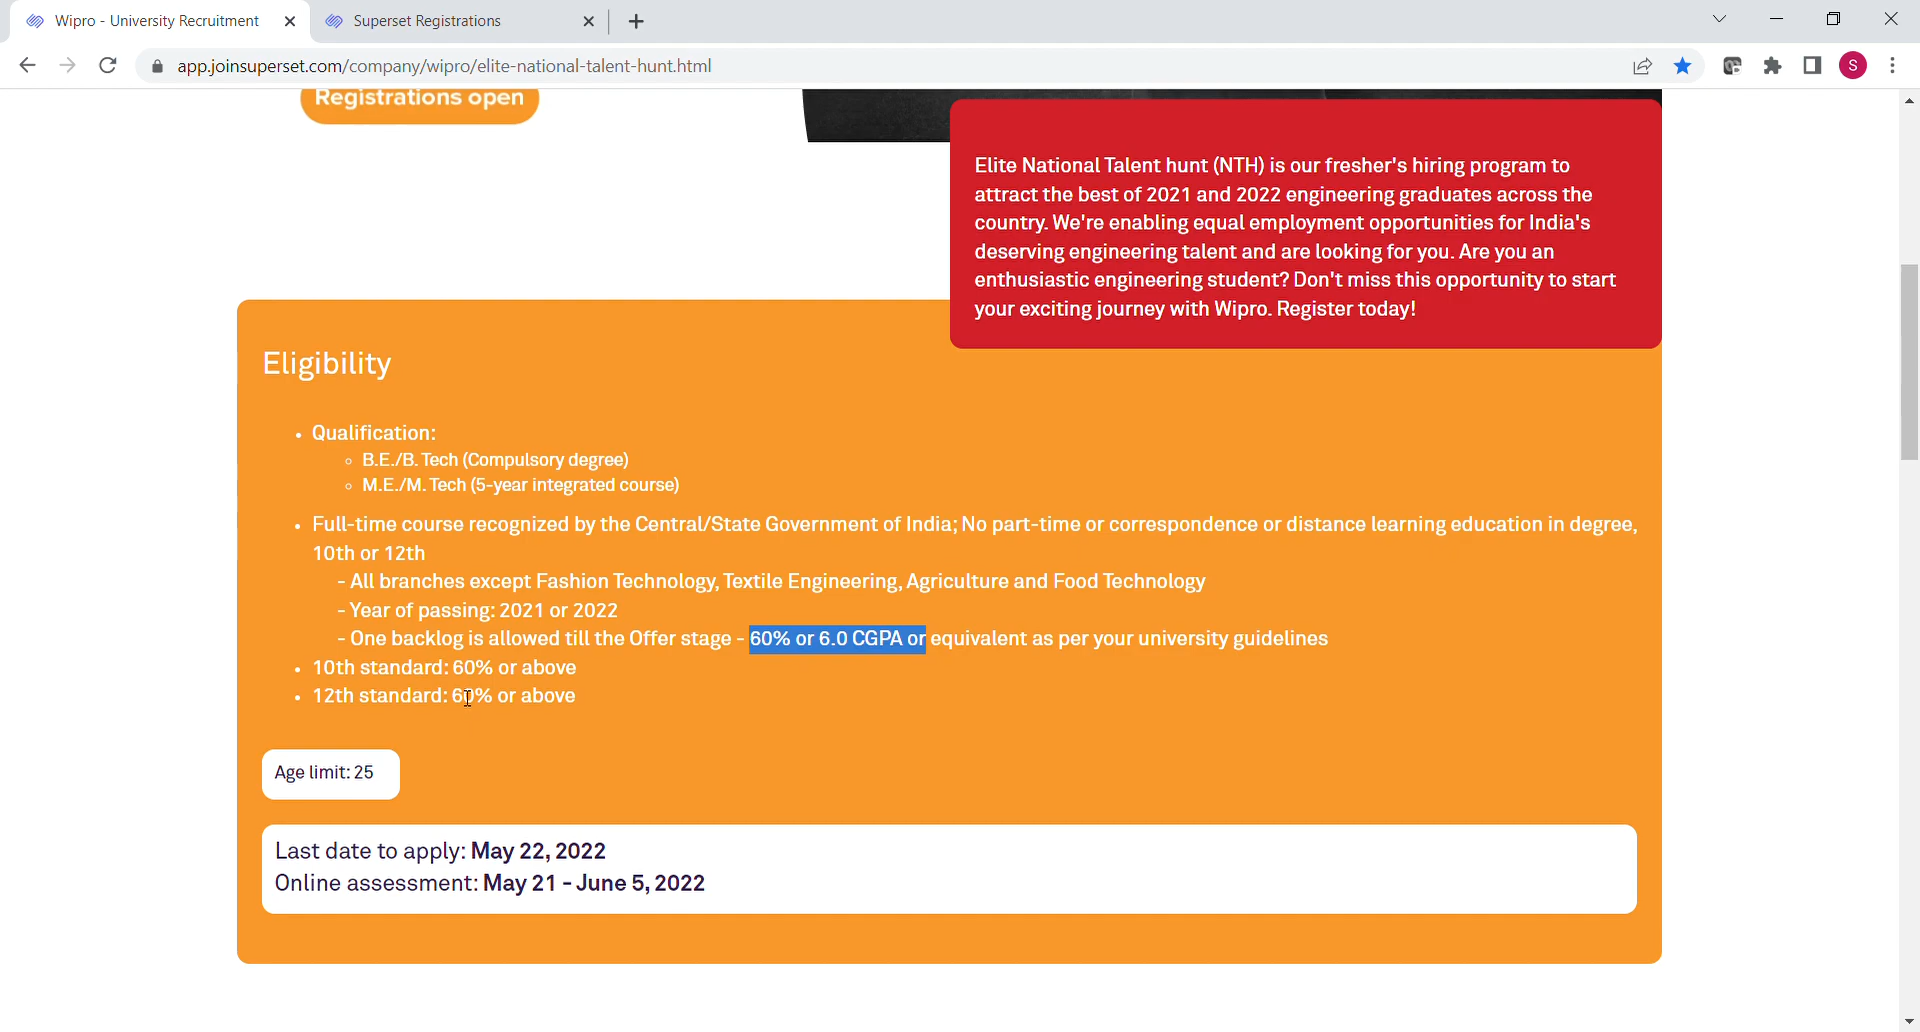 Wipro - University Recruitment
Superset Registrations
app.joinsuperset.com/company/wipro/elite-national-talent-hunt.html
S
Registrations open
Elite National Talent hunt (NTH) is our fresher's hiring program to
attract the best of 2021 and 2022 engineering graduates across the
country. We're enabling equal employment opportunities for India's
deserving engineering talent and are looking for you. Are you an
enthusiastic engineering student? Don't miss this opportunity to start
your exciting journey with Wipro. Register today!
Eligibility
• Qualification:
◦ B.E./B. Tech (Compulsory degree)
◦ M.E./M. Tech (5-year integrated course)
• Full-time course recognized by the Central/State Government of India; No part-time or correspondence or distance learning education in degree,
10th or 12th
- All branches except Fashion Technology, Textile Engineering, Agriculture and Food Technology
- Year of passing: 2021 or 2022
- One backlog is allowed till the Offer stage - 60% or 6.0 CGPA or equivalent as per your university guidelines
• 10th standard: 60% or above
• 12th standard: 60% or above
Age limit: 25
Last date to apply: May 22, 2022
Online assessment: May 21 - June 5, 2022